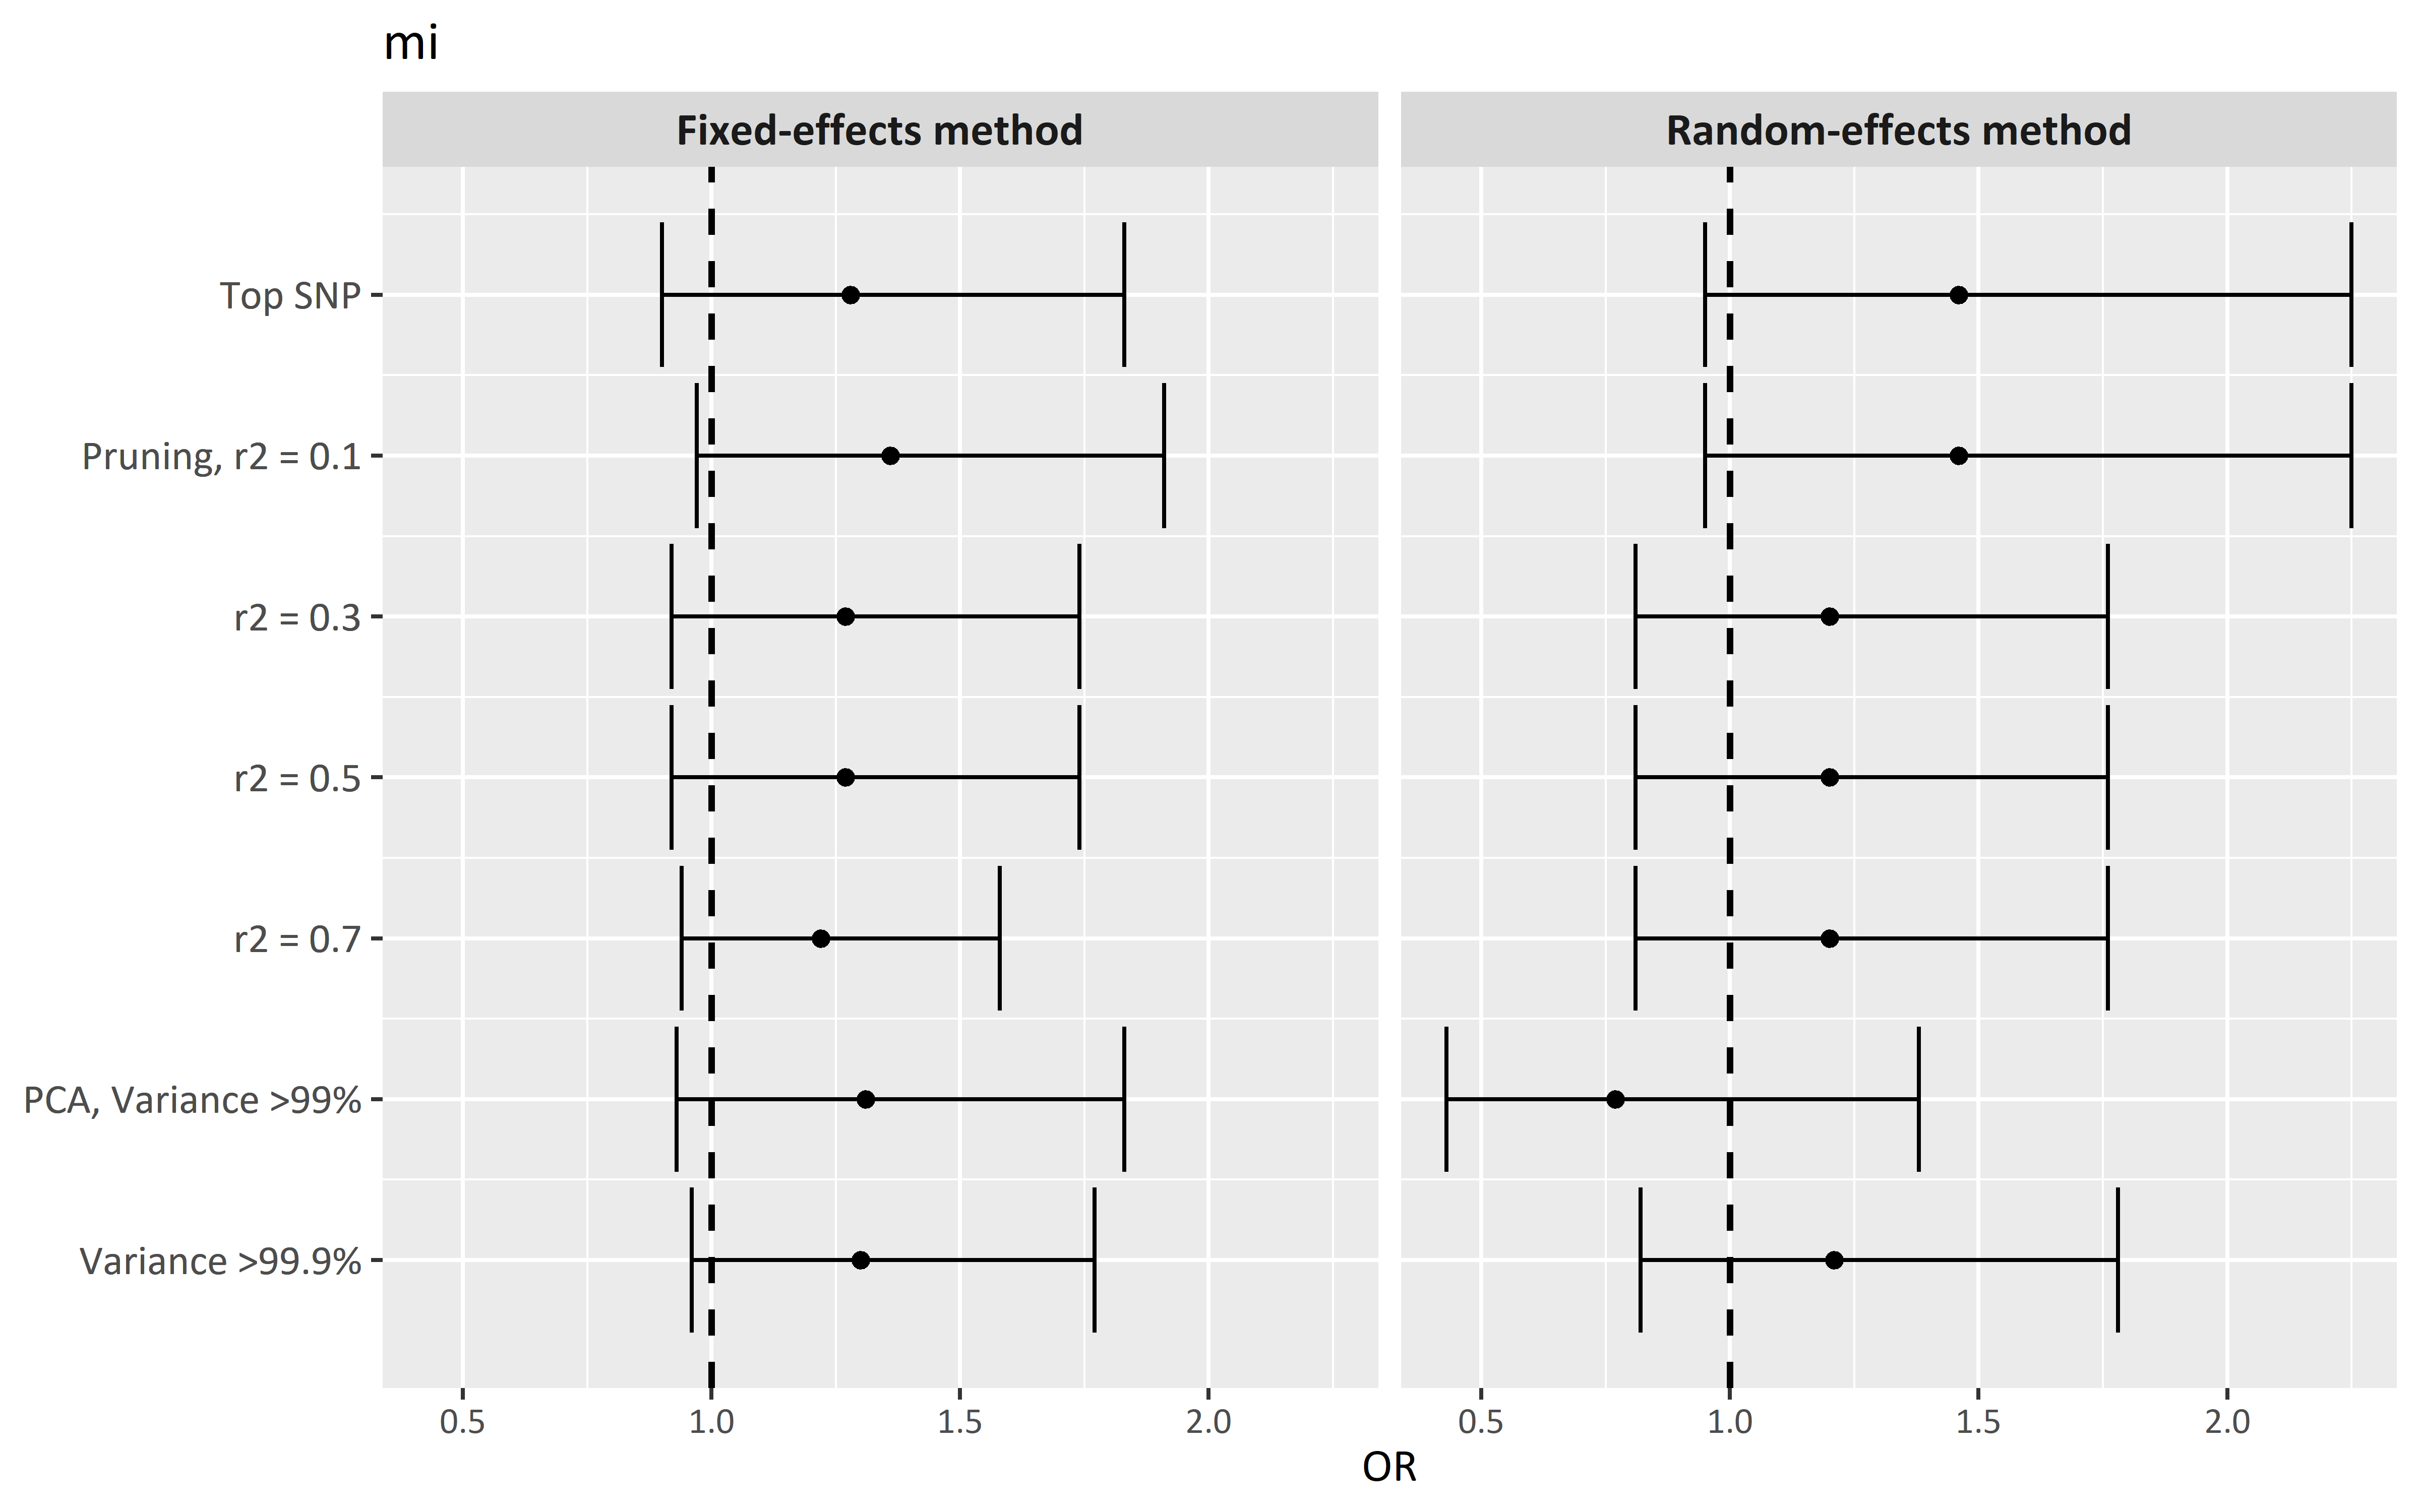 mi
Fixed-effects method
Random-effects method
Top SNP
Pruning, r2 = 0.1
r2 = 0.3
r2 = 0.5
r2 = 0.7
PCA, Variance >99%
Variance >99.9%
0.5 1.0 1.5 2.0
0.5 1.0 1.5 2.0
OR